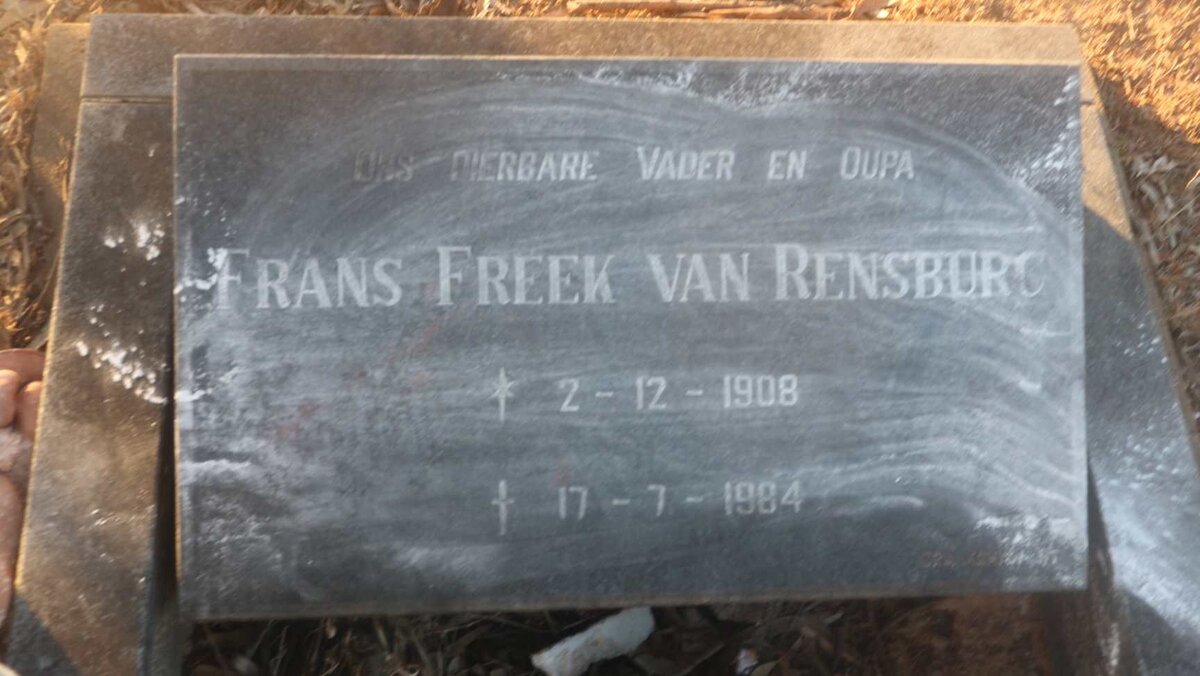 Ons Dierbare Vader en Oupa
Frans Freek van Rensburg
* 2-12-1908
† 17-7-1984